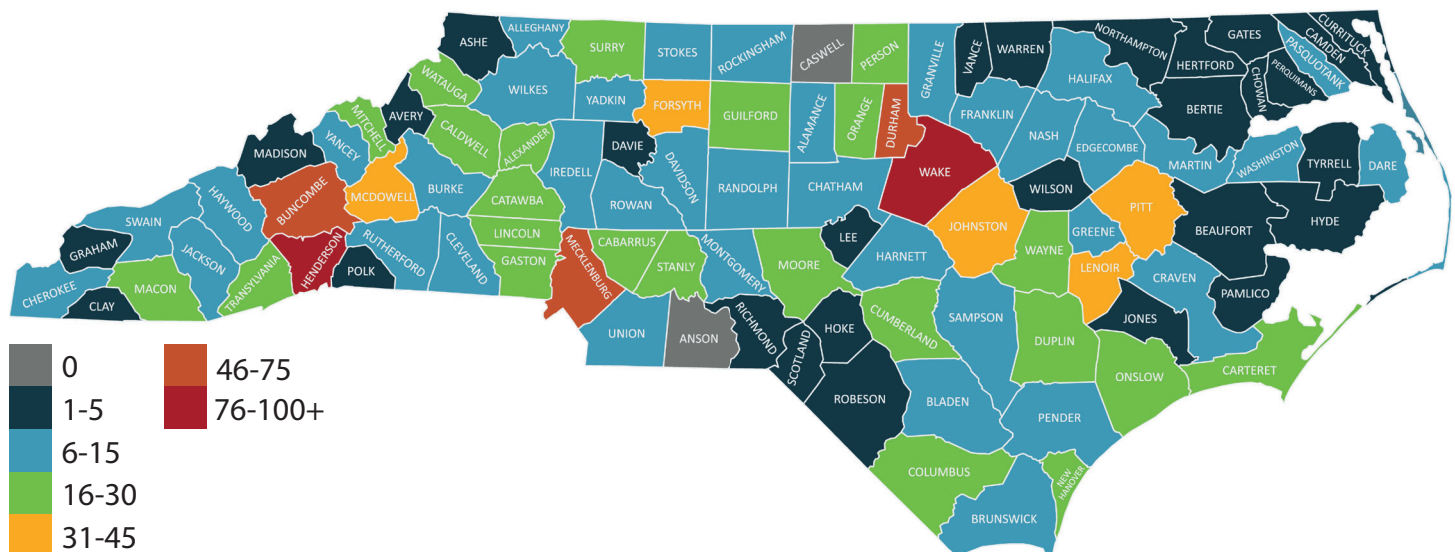 ASHE
ALLEGHANY
SURRY
STOKES
ROCKINGHAM
CASWELL
PERSON
GRANVILLE
VANCE
WARREN
NORTHAMPTON
GATES
CURRITUCK
CAMDEN
PASQUOTANK
HERTFORD
HALIFAX
CHOWAN
PERQUIMANS
BERTIE
WATAUGA
WILKES
YADKIN
FORSYTH
GUILFORD
ALAMANCE
ORANGE
DURHAM
FRANKLIN
NASH
EDGECOMBE
MARTIN
WASHINGTON
TYRRELL
DARE
AVERY
MITCHELL
YANCEY
CALDWELL
ALEXANDER
DAVIE
IREDELL
DAVIDSON
RANDOLPH
CHATHAM
WAKE
WILSON
PITT
MADISON
BUNCOMBE
MCDOWELL
BURKE
CATAWBA
ROWAN
HYDE
BEAUFORT
HAYWOOD
SWAIN
LINCOLN
GASTON
MECKLENBURG
CABARRUS
STANLY
MONTGOMERY
MOORE
LEE
HARNETT
JOHNSTON
WAYNE
GREENE
LENOIR
CRAVEN
PAMLICO
GRAHAM
JACKSON
HENDERSON
POLK
RUTHERFORD
CLEVELAND
CHEROKEE
CLAY
MACON
TRANSYLVANIA
UNION
ANSON
RICHMOND
SCOTLAND
HOKE
CUMBERLAND
SAMPSON
DUPLIN
JONES
ONSLOW
CARTERET
ROBESON
BLADEN
PENDER
COLUMBUS
NEW
HANOVER
BRUNSWICK
0
1-5
6-15
16-30
31-45
46-75
76-100+